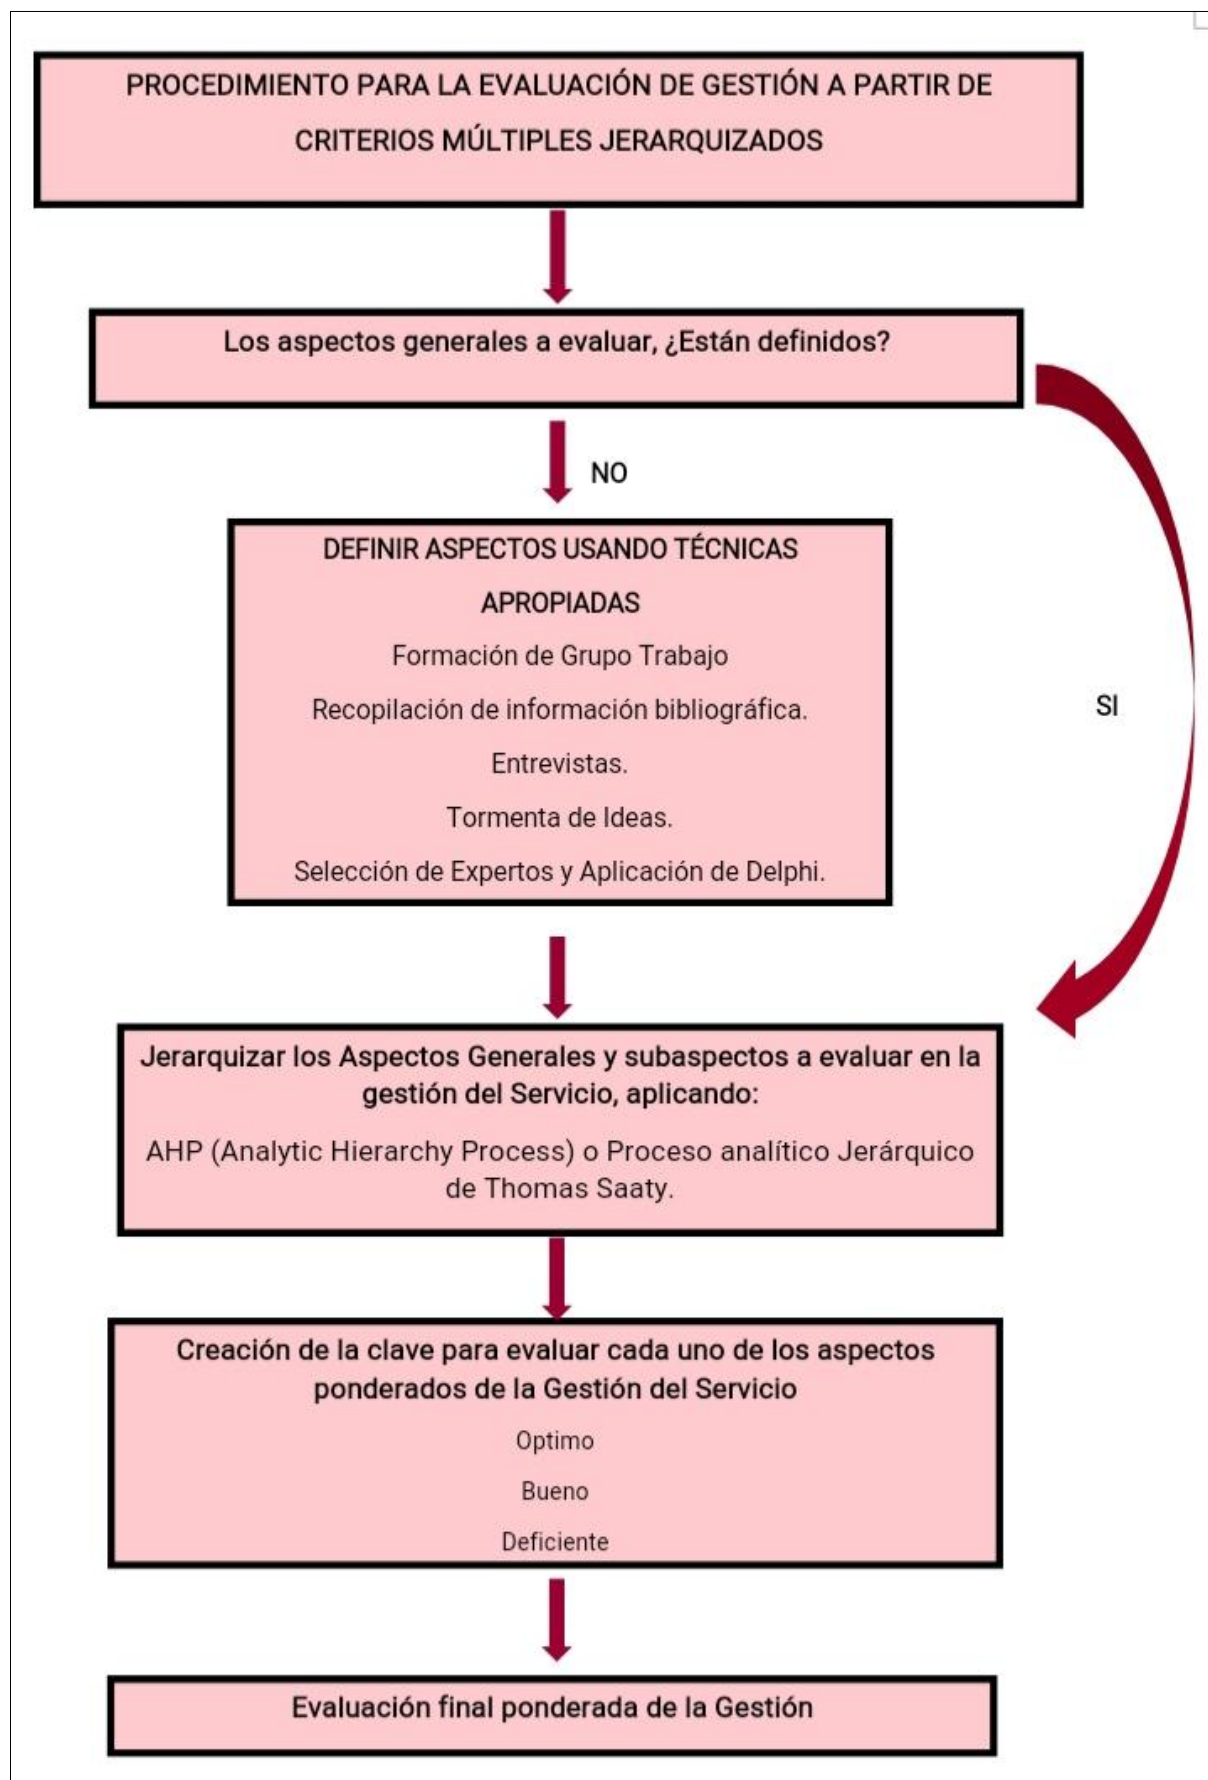 PROCEDIMIENTO PARA LA EVALUACIÓN DE GESTIÓN A PARTIR DE
CRITERIOS MÚLTIPLES JERARQUIZADOS
Los aspectos generales a evaluar, ¿Están definidos?
NO
DEFINIR ASPECTOS USANDO TÉCNICAS
APROPIADAS
Formación de Grupo Trabajo
Recopilación de información bibliográfica.
Entrevistas.
Tormenta de Ideas.
Selección de Expertos y Aplicación de Delphi.
SI
Jerarquizar los Aspectos Generales y subaspectos a evaluar en la
gestión del Servicio, aplicando:
AHP (Analytic Hierarchy Process) o Proceso analítico Jerárquico
de Thomas Saaty.
Creación de la clave para evaluar cada uno de los aspectos
ponderados de la Gestión del Servicio
Optimo
Bueno
Deficiente
Evaluación final ponderada de la Gestión